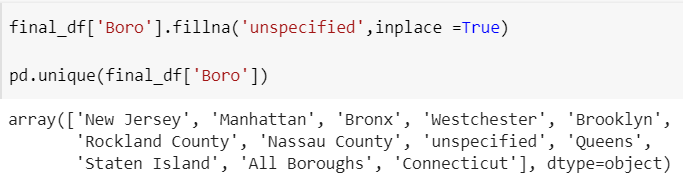 final_df['Boro'].fillna('unspecified',inplace =True)
pd.unique(final_df['Boro'])
array(['New Jersey', 'Manhattan', 'Bronx', 'Westchester', 'Brooklyn',
'Rockland County', 'Nassau County', 'unspecified', 'Queens',
'Staten Island', 'All Boroughs', 'Connecticut'], dtype=object)